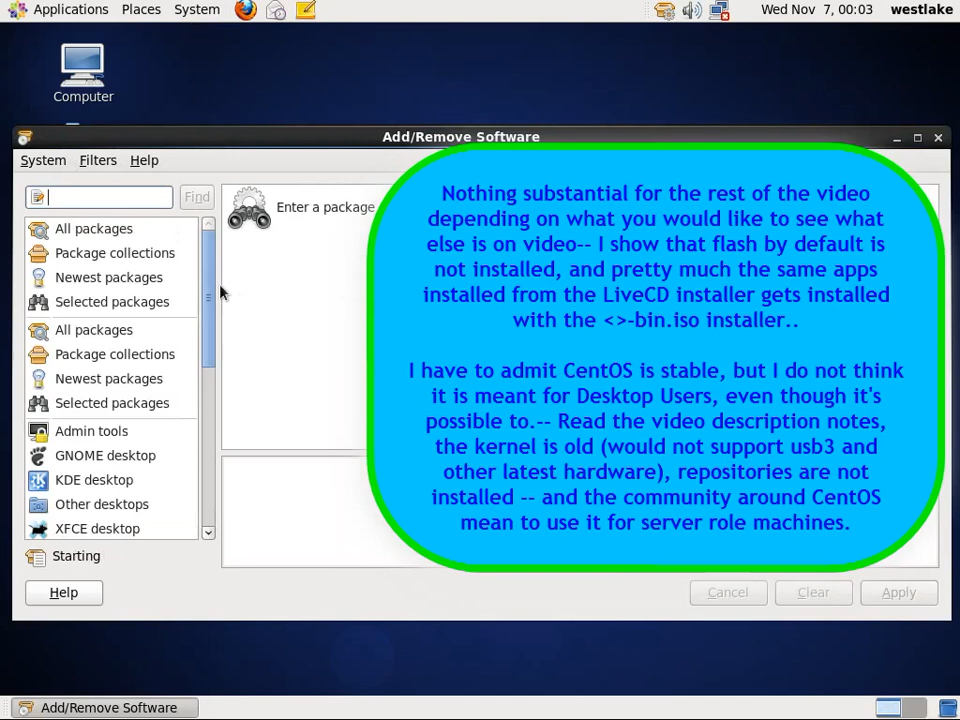 Applications Places System
Wed Nov 7, 00:03 westlake
Computer
Add/Remove Software
System Filters Help
Find
Enter a package
All packages
Package collections
Newest packages
Selected packages
All packages
Package collections
Newest packages
Selected packages
Admin tools
GNOME desktop
KDE desktop
Other desktops
XFCE desktop
Starting
Help
Cancel Clear Apply
Nothing substantial for the rest of the video
depending on what you would like to see what
else is on video-- I show that flash by default is
not installed, and pretty much the same apps
installed from the LiveCD installer gets installed
with the <>-bin.iso installer..
I have to admit CentOS is stable, but I do not think
it is meant for Desktop Users, even though it's
possible to.-- Read the video description notes,
the kernel is old (would not support usb3 and
other latest hardware), repositories are not
installed -- and the community around CentOS
mean to use it for server role machines.
Add/Remove Software